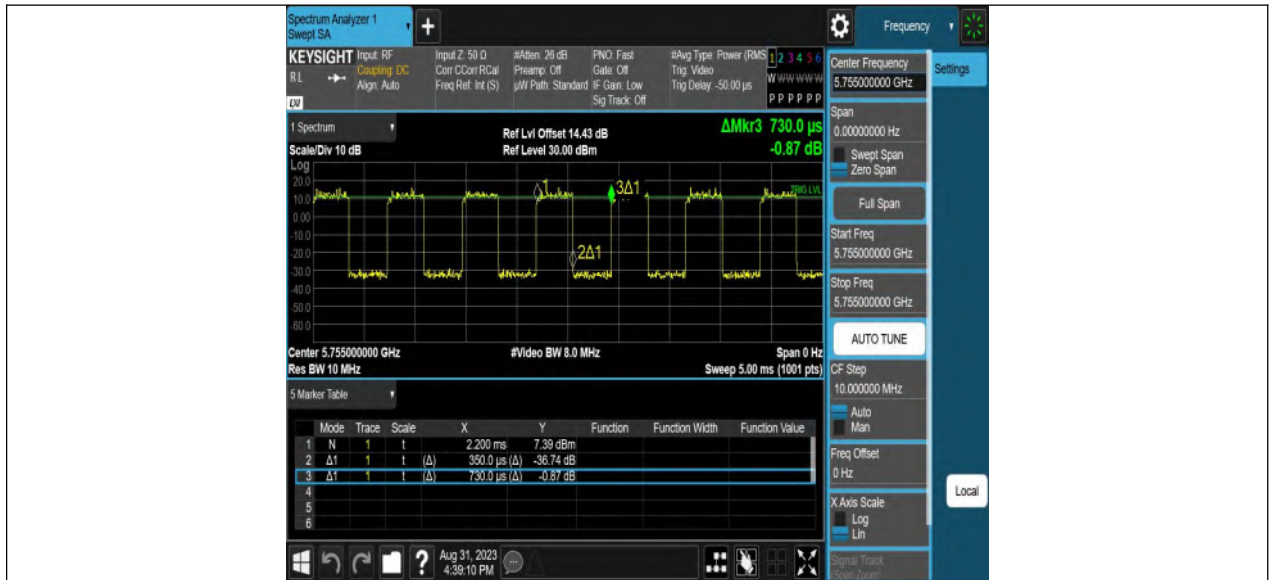 Spectrum Analyzer 1
Swept SA
+
Frequency
KEYSIGHT
Input: RF
Coupling: DC
Align: Auto
Input Z: 50 Ω
Corr CCorr RCal
Freq Ref: Int (S)
#Atten: 26 dB
Preamp: Off
µW Path: Standard
PNO: Fast
Gate: Off
IF Gain: Low
Sig Track: Off
#Avg Type: Power (RMS
Trig: Video
Trig Delay: -50.00 µs
1 2 3 4 5 6
W W W W W W
P P P P P P
R L
LXI
Center Frequency
5.755000000 GHz
Settings
1 Spectrum
Scale/Div 10 dB
Ref Lvl Offset 14.43 dB
Ref Level 30.00 dBm
ΔMkr3 730.0 µs
-0.87 dB
Span
0.00000000 Hz
Swept Span
Zero Span
Log
20.0
10.0
0.00
-10.0
-20.0
-30.0
-40.0
-50.0
-60.0
1
3Δ1
2Δ1
TRIG LVL
Full Span
Start Freq
5.755000000 GHz
Stop Freq
5.755000000 GHz
AUTO TUNE
Center 5.755000000 GHz
#Video BW 8.0 MHz
Span 0 Hz
Res BW 10 MHz
Sweep 5.00 ms (1001 pts)
CF Step
10.000000 MHz
Auto
Man
5 Marker Table
Mode Trace Scale X Y Function Function Width Function Value
1 N 1 t 2.200 ms 7.39 dBm
2 Δ1 1 t (Δ) 350.0 µs (Δ) -36.74 dB
3 Δ1 1 t (Δ) 730.0 µs (Δ) -0.87 dB
4
5
6
Freq Offset
0 Hz
X Axis Scale
Log
Lin
Local
Signal Track
(Span Zoom)
?
Aug 31, 2023
4:39:10 PM